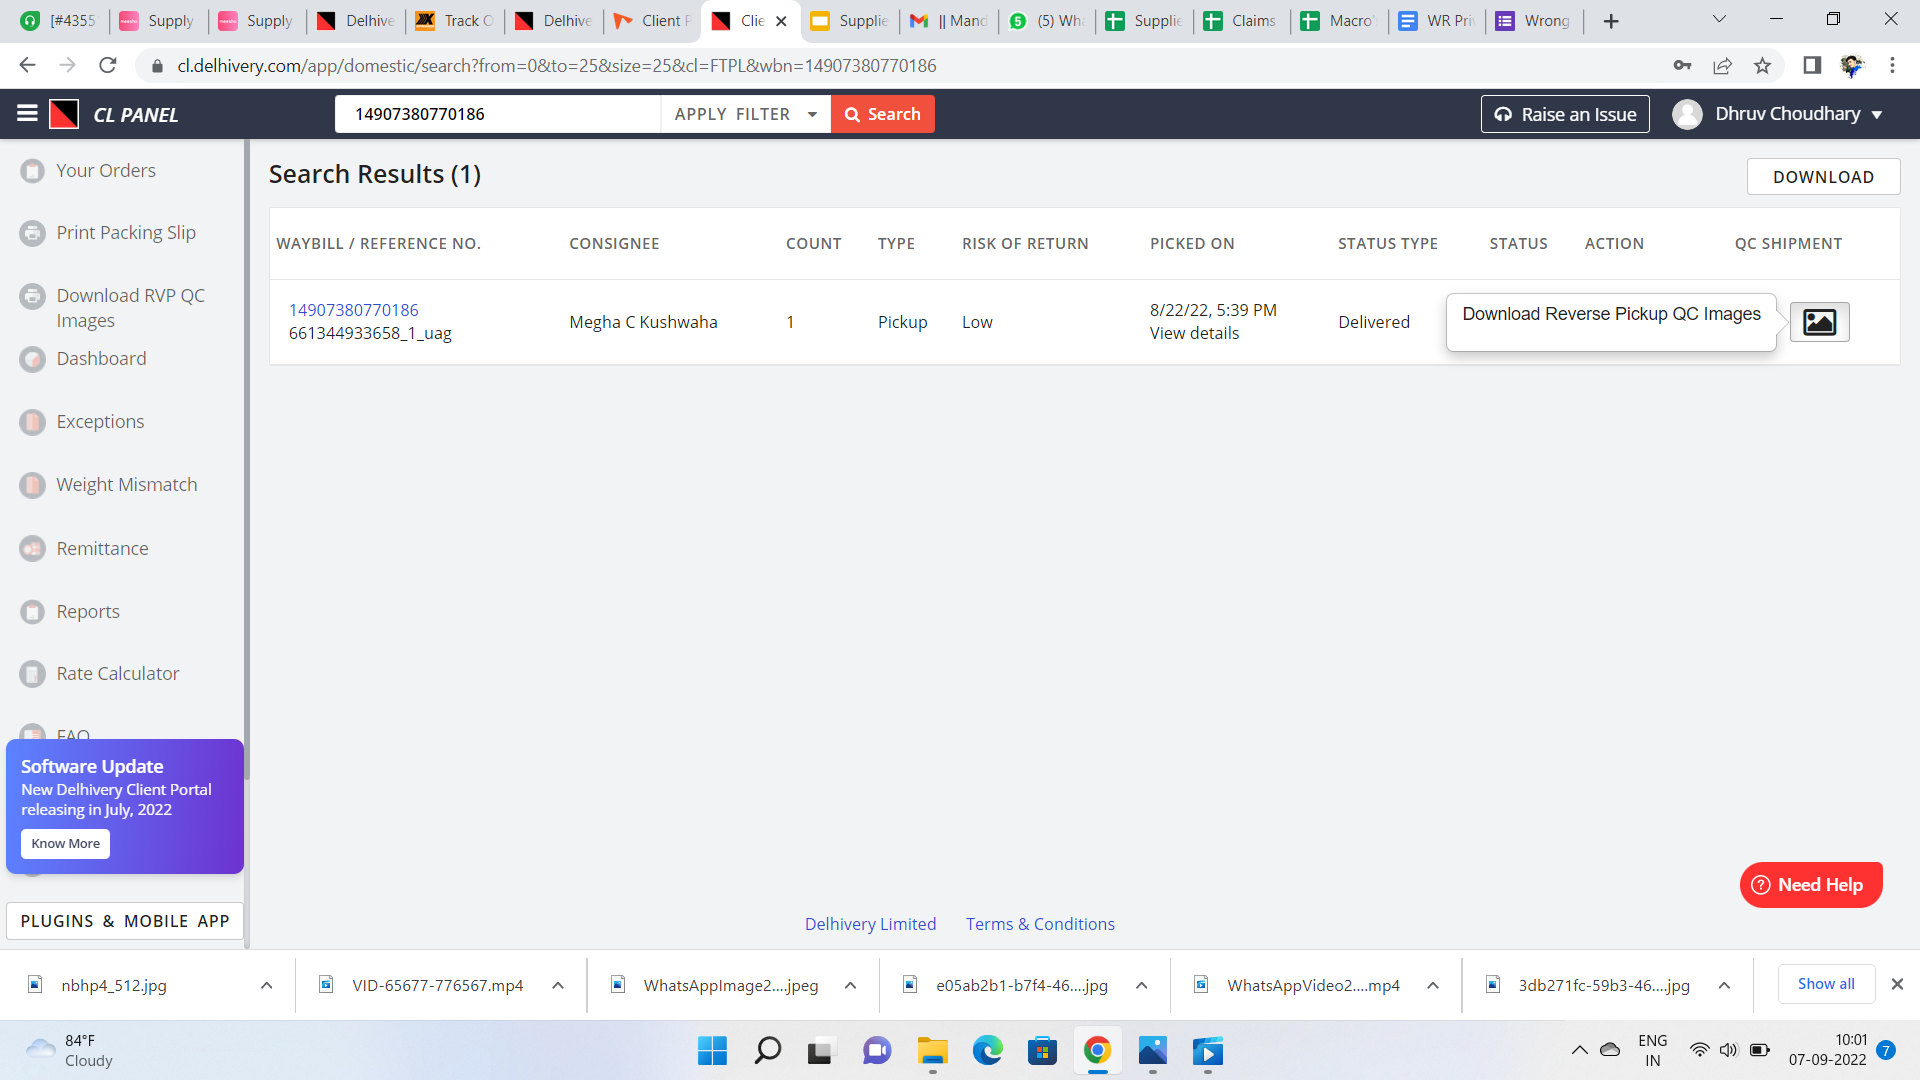 [#4355
Supply
Supply
Delhive
Track O
Delhive
Client P
Clie
Supplie
|| Mand
(5) Wha
Supplie
Claims
Macro'
WR Pri
Wrong
cl.delhivery.com/app/domestic/search?from=0&to=25&size=25&cl=FTPL&wbn=14907380770186
CL PANEL
14907380770186
APPLY FILTER
Search
Raise an Issue
Dhruv Choudhary
Your Orders
Print Packing Slip
Download RVP QC
Images
Dashboard
Exceptions
Weight Mismatch
Remittance
Reports
Rate Calculator
FAQ
Software Update
New Delhivery Client Portal
releasing in July, 2022
Know More
PLUGINS & MOBILE APP
Search Results (1)
DOWNLOAD
WAYBILL / REFERENCE NO. CONSIGNEE COUNT TYPE RISK OF RETURN PICKED ON STATUS TYPE STATUS ACTION QC SHIPMENT
14907380770186
661344933658_1_uag
Megha C Kushwaha
1
Pickup
Low
8/22/22, 5:39 PM
View details
Delivered
Download Reverse Pickup QC Images
Need Help
Delhivery Limited Terms & Conditions
nbhp4_512.jpg
VID-65677-776567.mp4
WhatsAppImage2....jpeg
e05ab2b1-b7f4-46....jpg
WhatsAppVideo2....mp4
3db271fc-59b3-46....jpg
Show all
84°F
Cloudy
ENG
IN
10:01
07-09-2022
7